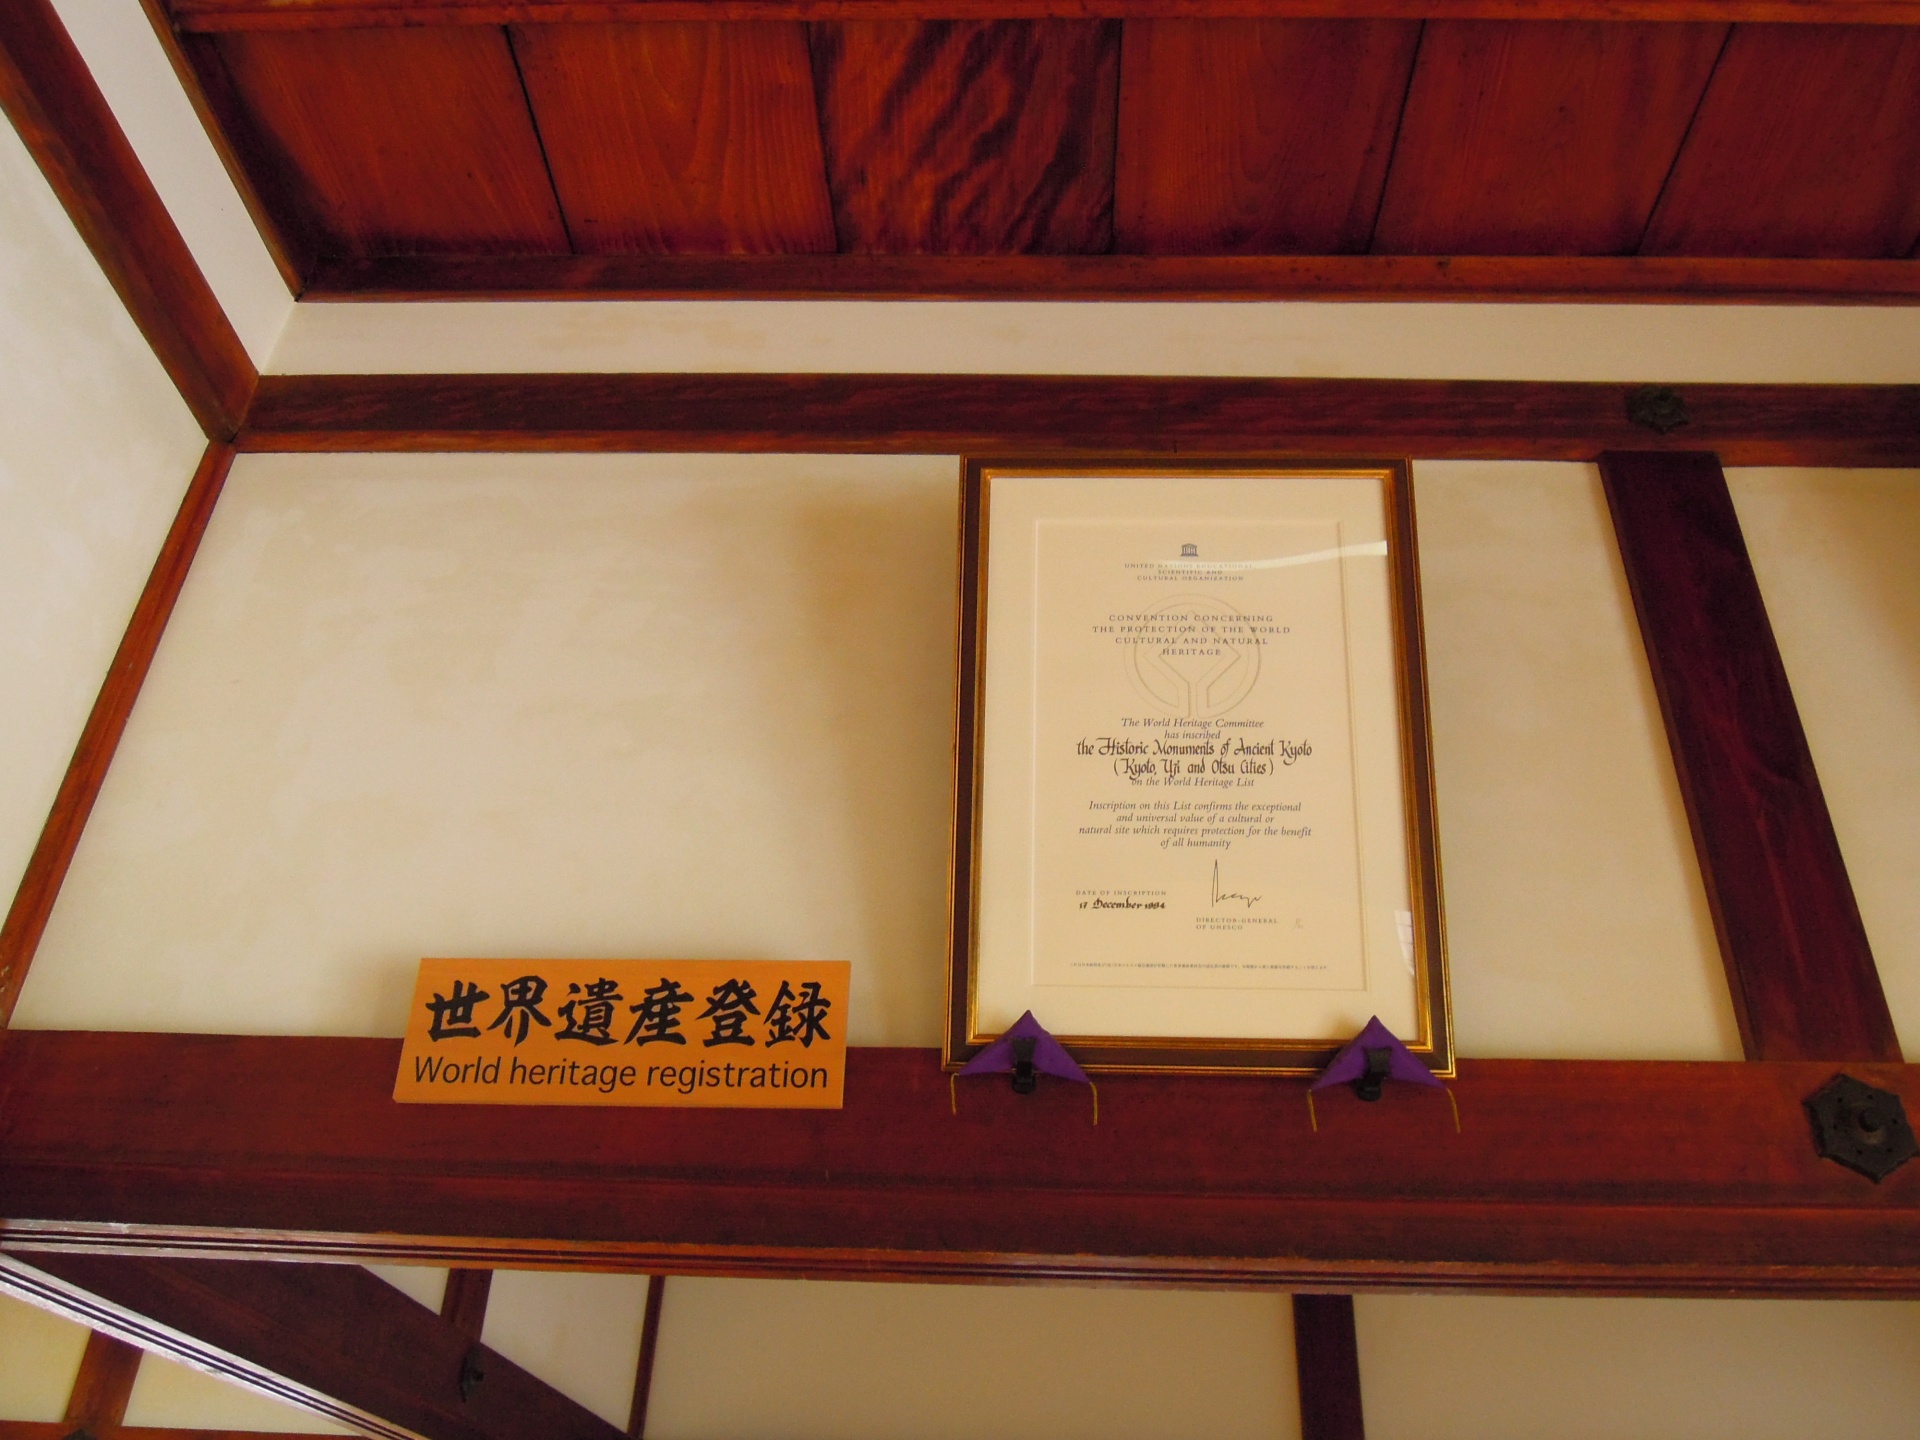 UNITED NATIONS EDUCATIONAL
SCIENTIFIC AND
CULTURAL ORGANIZATION
CONVENTION CONCERNING
THE PROTECTION OF THE WORLD
CULTURAL AND NATURAL
HERITAGE
The World Heritage Committee
has inscribed
the Historic Monuments of Ancient Kyoto
(Kyoto, Uji and Otsu Cities)
on the World Heritage List
Inscription on this List confirms the exceptional
and universal value of a cultural or
natural site which requires protection for the benefit
of all humanity
DATE OF INSCRIPTION
17 December 1994
DIRECTOR-GENERAL
OF UNESCO
世界遺産登録
World heritage registration